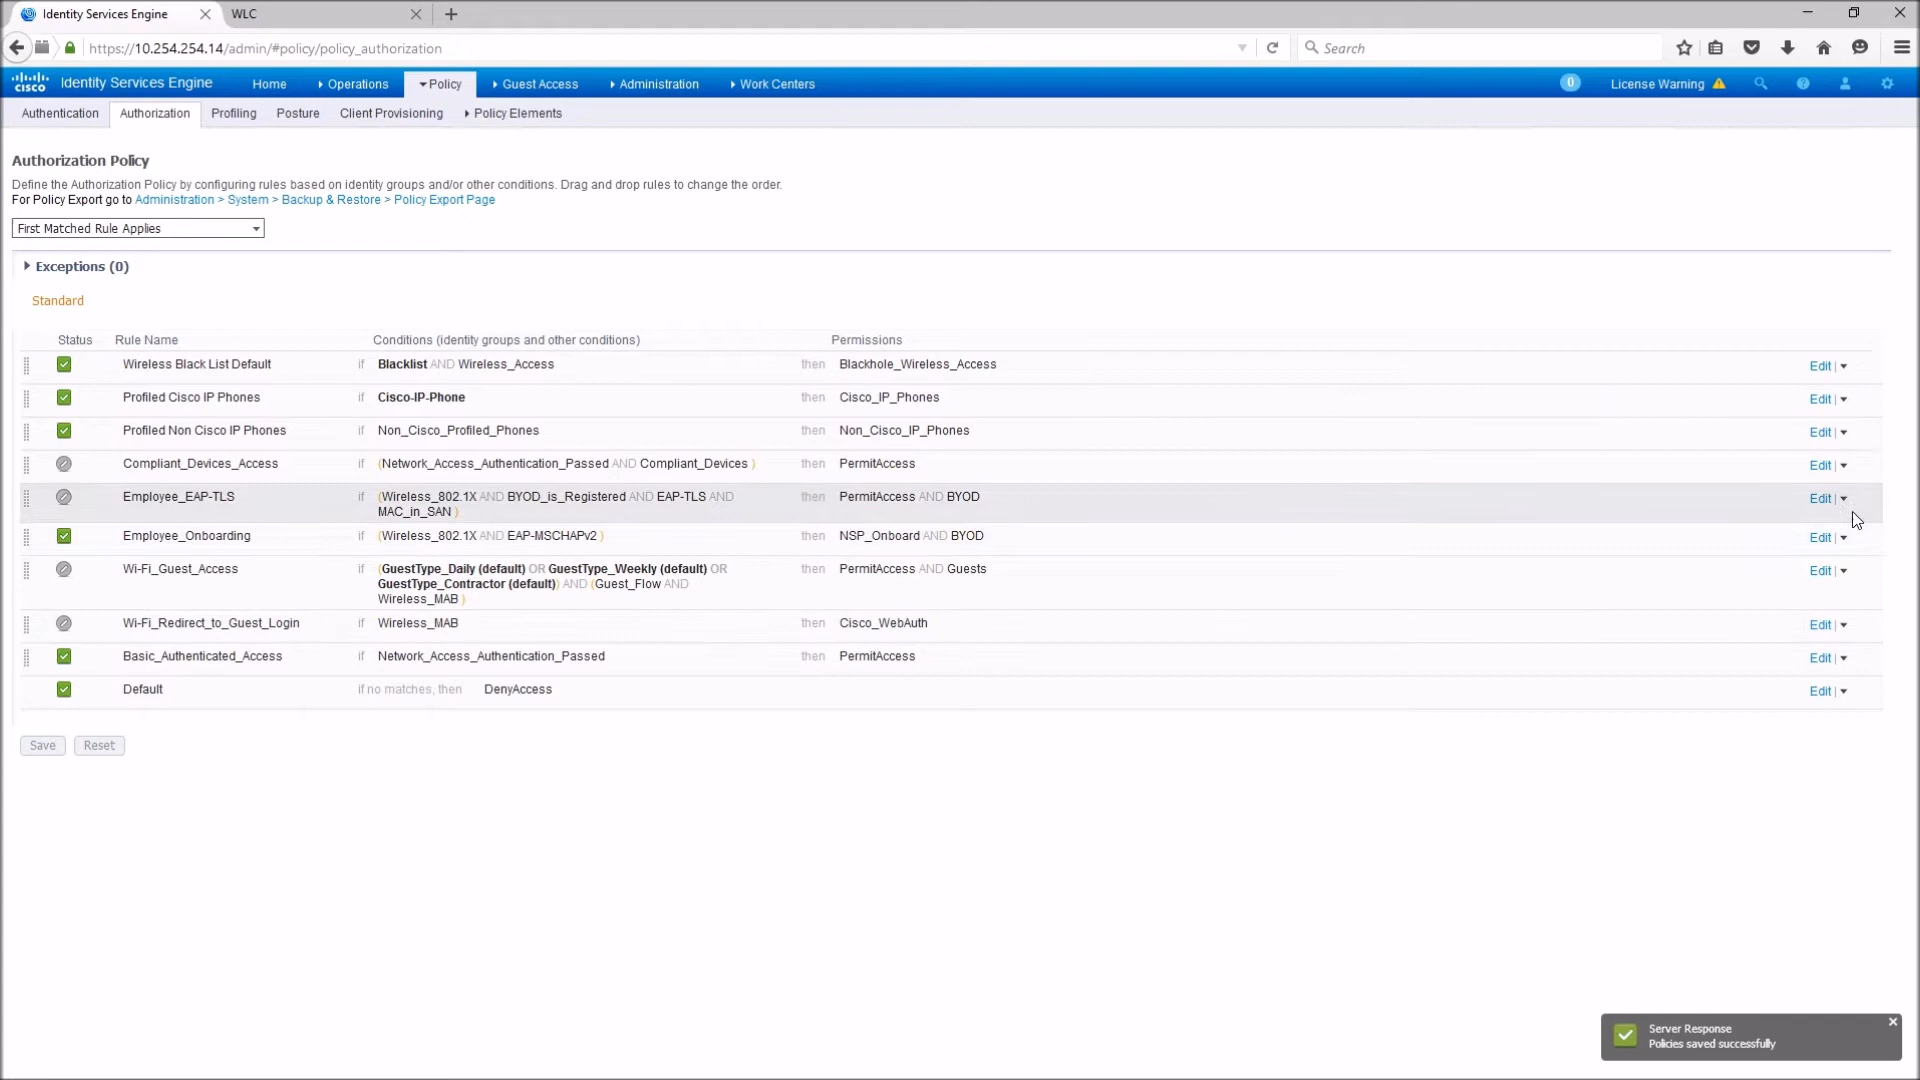 Identity Services Engine
WLC
https://10.254.254.14/admin/#policy/policy_authorization
Search
cisco
Identity Services Engine
Home
Operations
Policy
Guest Access
Administration
Work Centers
0
License Warning
Authentication
Authorization
Profiling
Posture
Client Provisioning
Policy Elements
Authorization Policy
Define the Authorization Policy by configuring rules based on identity groups and/or other conditions. Drag and drop rules to change the order.
For Policy Export go to Administration > System > Backup & Restore > Policy Export Page
First Matched Rule Applies
Exceptions (0)
Standard
Status Rule Name Conditions (identity groups and other conditions) Permissions
Wireless Black List Default if Blacklist AND Wireless_Access then Blackhole_Wireless_Access Edit |
Profiled Cisco IP Phones if Cisco-IP-Phone then Cisco_IP_Phones Edit |
Profiled Non Cisco IP Phones if Non_Cisco_Profiled_Phones then Non_Cisco_IP_Phones Edit |
Compliant_Devices_Access if (Network_Access_Authentication_Passed AND Compliant_Devices ) then PermitAccess Edit |
Employee_EAP-TLS if (Wireless_802.1X AND BYOD_is_Registered AND EAP-TLS AND then PermitAccess AND BYOD Edit |
MAC_in_SAN )
Employee_Onboarding if (Wireless_802.1X AND EAP-MSCHAPv2 ) then NSP_Onboard AND BYOD Edit |
Wi-Fi_Guest_Access if (GuestType_Daily (default) OR GuestType_Weekly (default) OR then PermitAccess AND Guests Edit |
GuestType_Contractor (default) ) AND (Guest_Flow AND
Wireless_MAB )
Wi-Fi_Redirect_to_Guest_Login if Wireless_MAB then Cisco_WebAuth Edit |
Basic_Authenticated_Access if Network_Access_Authentication_Passed then PermitAccess Edit |
Default if no matches, then DenyAccess Edit |
Save Reset
Server Response
Policies saved successfully